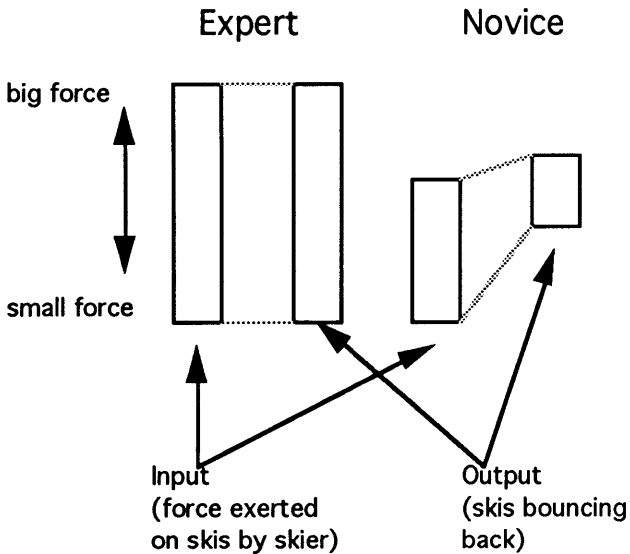 Expert
Novice
big force
small force
Input
(force exerted
on skis by skier)
Output
(skis bouncing
back)